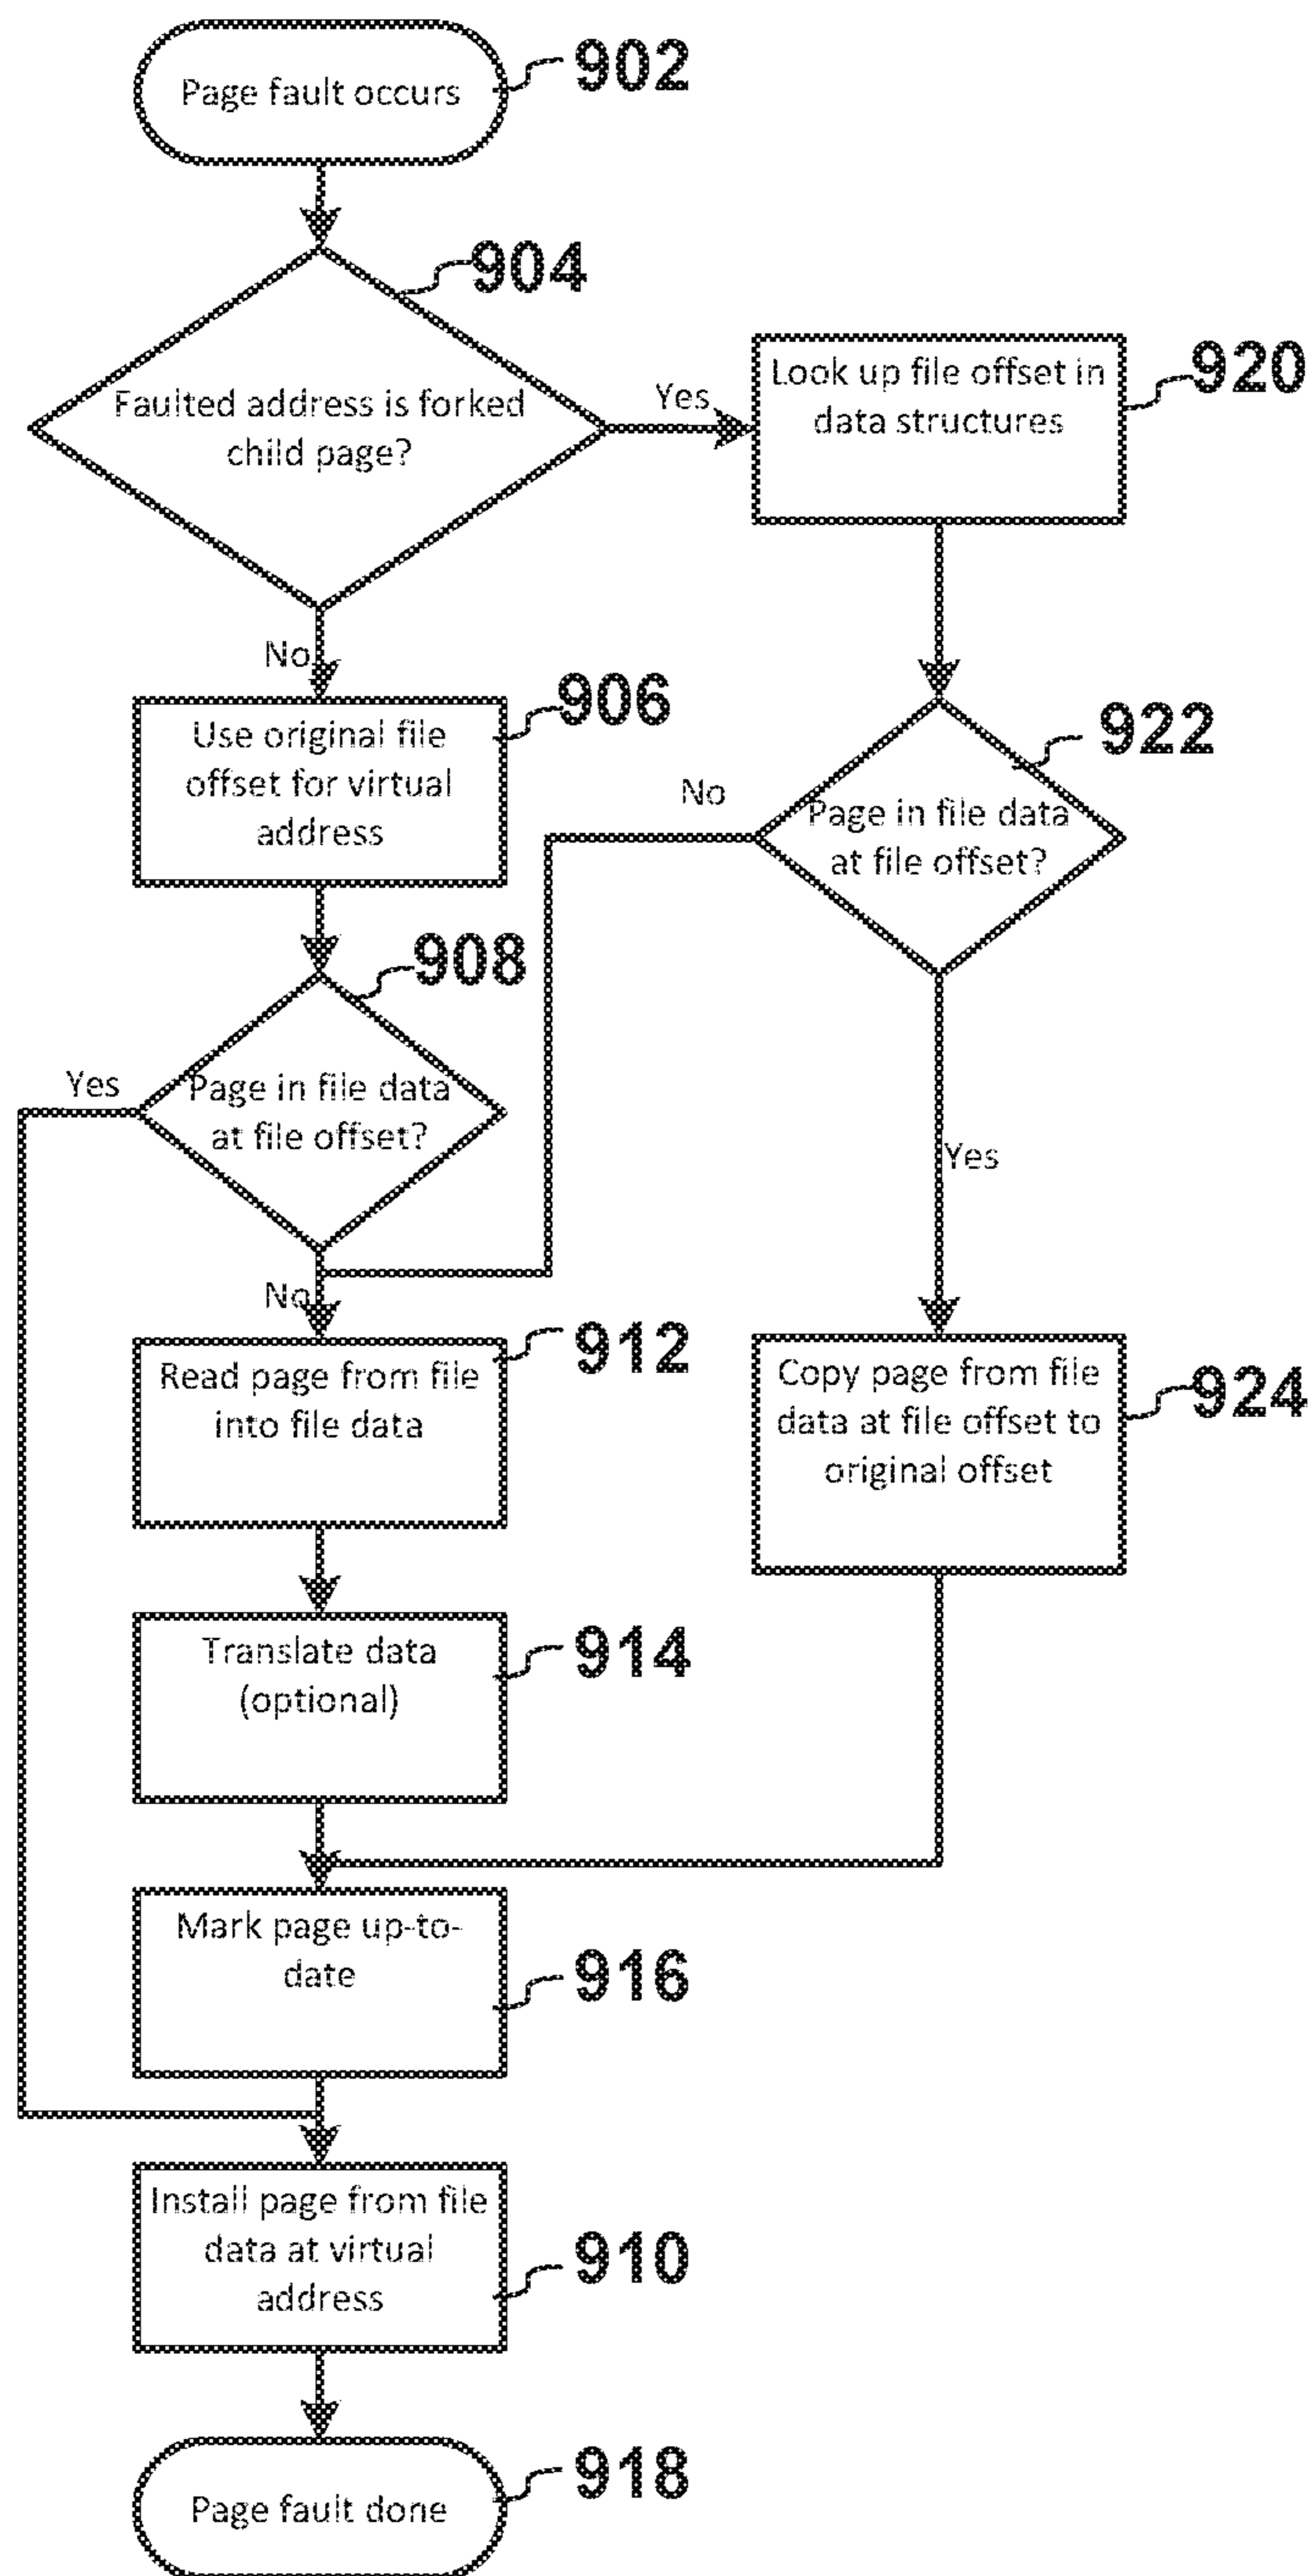 Page fault occurs
902
904
Faulted address is forked
child page?
Yes
Look up file offset in
data structures
920
No
Use original file
offset for virtual
address
906
No
Page in file data
at file offset?
922
908
Yes
Page in file data
at file offset?
Yes
No
Read page from file
into file data
912
Copy page from file
data at file offset to
original offset
924
Translate data
(optional)
914
Mark page up-to-
date
916
Install page from file
data at virtual
address
910
Page fault done
918